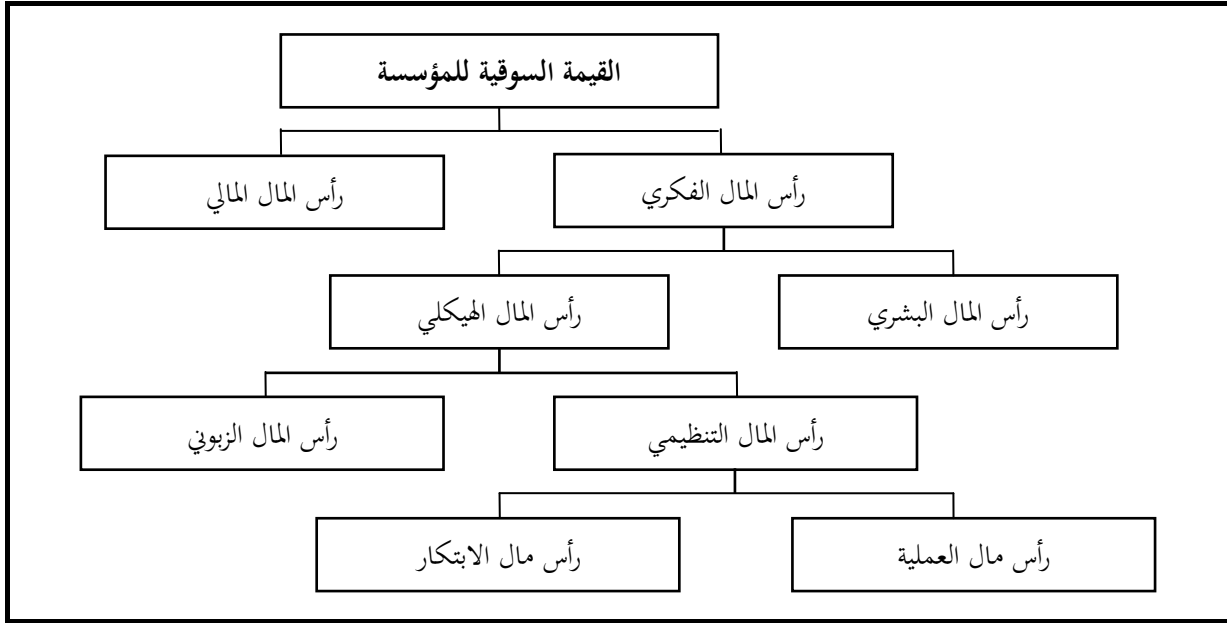 القيمة السوقية للمؤسسة
رأس المال الفكري
رأس المال المالي
رأس المال البشري
رأس المال الهيكلي
رأس المال التنظيمي
رأس المال الزبوني
رأس مال العملية
رأس مال الابتكار